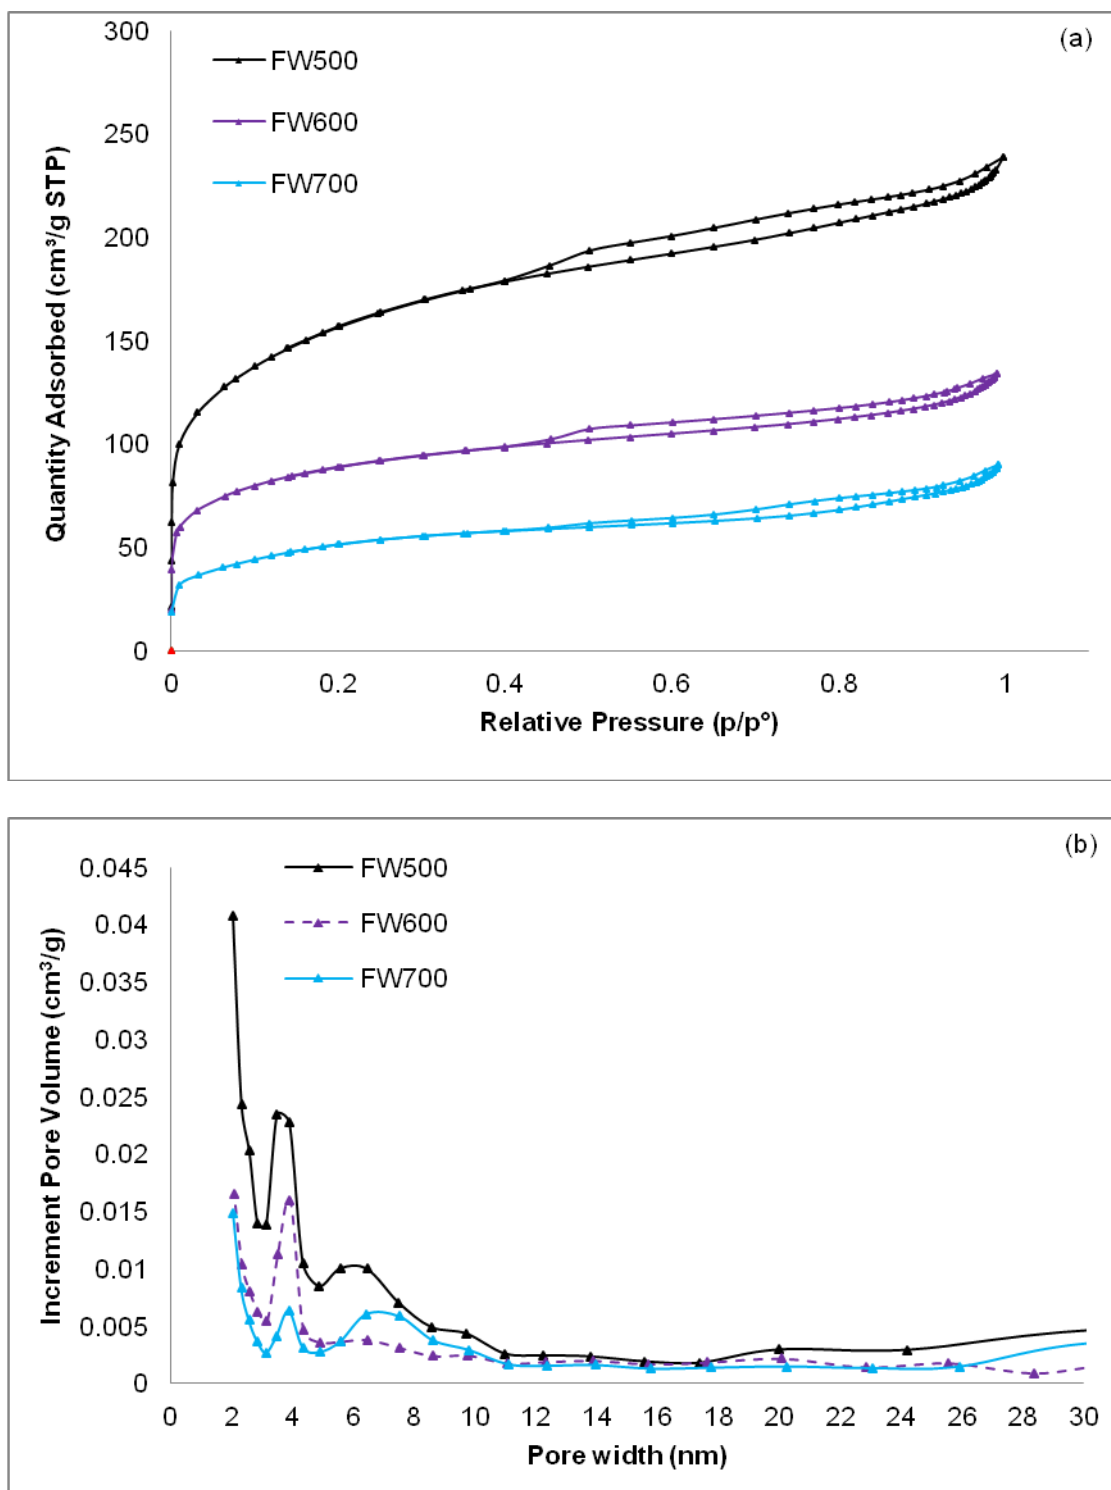 (a)
300
250
200
150
100
50
0
FW500
FW600
FW700
Quantity Adsorbed (cm³/g STP)
0 0.2 0.4 0.6 0.8 1
Relative Pressure (p/p°)
(b)
0.045
0.04
0.035
0.03
0.025
0.02
0.015
0.01
0.005
0
FW500
FW600
FW700
Increment Pore Volume (cm³/g)
0 2 4 6 8 10 12 14 16 18 20 22 24 26 28 30
Pore width (nm)